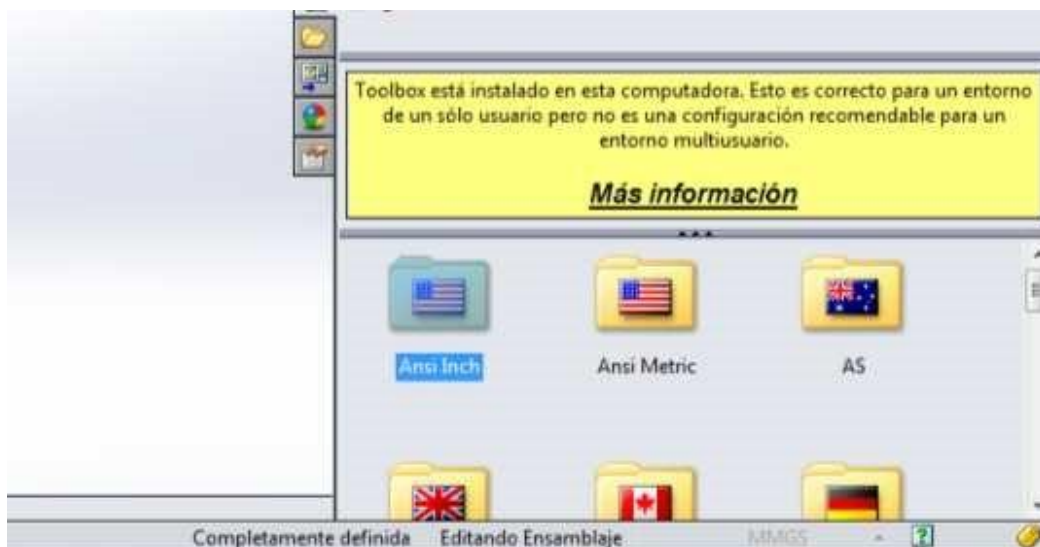 Toolbox está instalado en esta computadora. Esto es correcto para un entorno
de un sólo usuario pero no es una configuración recomendable para un
entorno multiusuario.
Más información
Ansi Inch Ansi Metric AS
Completamente definida Editando Ensamblaje MMGS